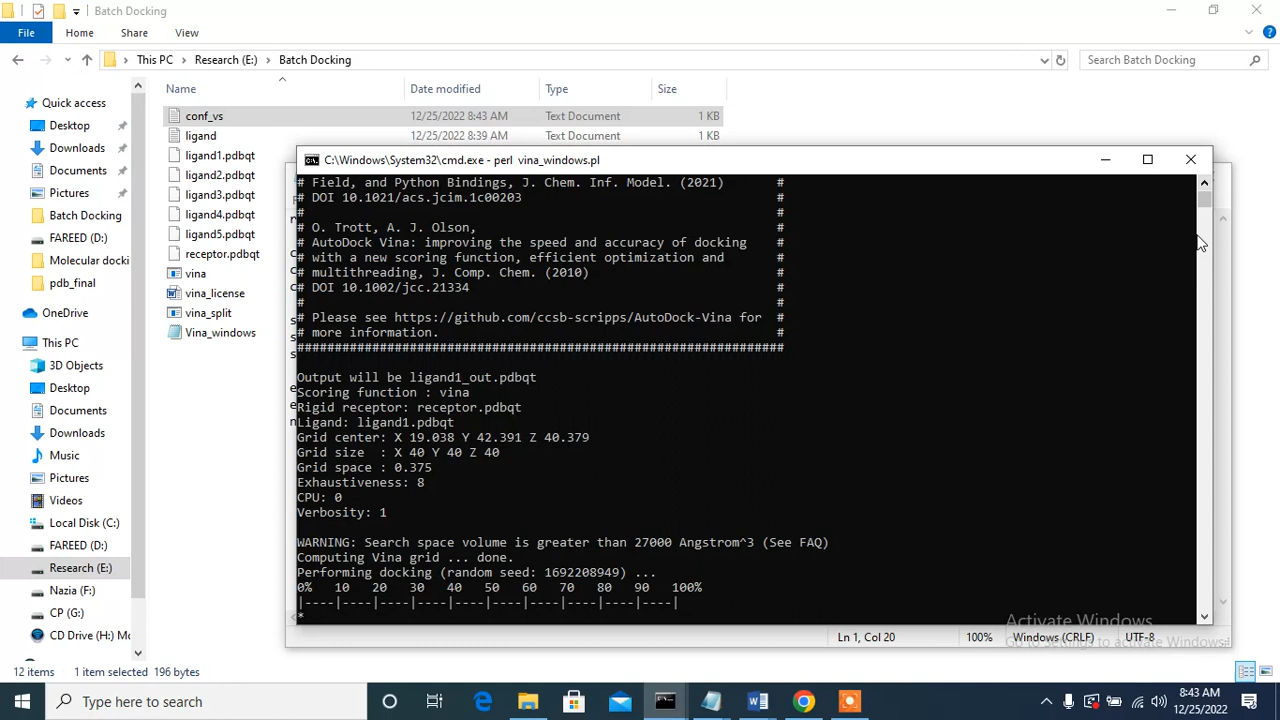 Batch Docking
File Home Share View
This PC Research (E:) Batch Docking
Search Batch Docking
Quick access
Desktop
Downloads
Documents
Pictures
Batch Docking
FAREED (D:)
Molecular docki
pdb_final
OneDrive
This PC
3D Objects
Desktop
Documents
Downloads
Music
Pictures
Videos
Local Disk (C:)
FAREED (D:)
Research (E:)
Nazia (F:)
CP (G:)
CD Drive (H:) Mo
Name Date modified Type Size
conf_vs 12/25/2022 8:43 AM Text Document 1 KB
ligand 12/25/2022 8:39 AM Text Document 1 KB
ligand1.pdbqt
ligand2.pdbqt
ligand3.pdbqt
ligand4.pdbqt
ligand5.pdbqt
receptor.pdbqt
vina
vina_license
vina_split
Vina_windows
C:\Windows\System32\cmd.exe - perl vina_windows.pl
# Field, and Python Bindings, J. Chem. Inf. Model. (2021) #
# DOI 10.1021/acs.jcim.1c00203 #
# #
# O. Trott, A. J. Olson, #
# AutoDock Vina: improving the speed and accuracy of docking #
# with a new scoring function, efficient optimization and #
# multithreading, J. Comp. Chem. (2010) #
# DOI 10.1002/jcc.21334 #
# #
# Please see https://github.com/ccsb-scripps/AutoDock-Vina for #
# more information. #
#################################################################
Output will be ligand1_out.pdbqt
Scoring function : vina
Rigid receptor: receptor.pdbqt
Ligand: ligand1.pdbqt
Grid center: X 19.038 Y 42.391 Z 40.379
Grid size : X 40 Y 40 Z 40
Grid space : 0.375
Exhaustiveness: 8
CPU: 0
Verbosity: 1
WARNING: Search space volume is greater than 27000 Angstrom^3 (See FAQ)
Computing Vina grid ... done.
Performing docking (random seed: 1692208949) ...
0% 10 20 30 40 50 60 70 80 90 100%
|----|----|----|----|----|----|----|----|----|----|
*
Activate Windows
Go to Settings to activate Windows.
Ln 1, Col 20 100% Windows (CRLF) UTF-8
12 items 1 item selected 196 bytes
Type here to search
8:43 AM
12/25/2022